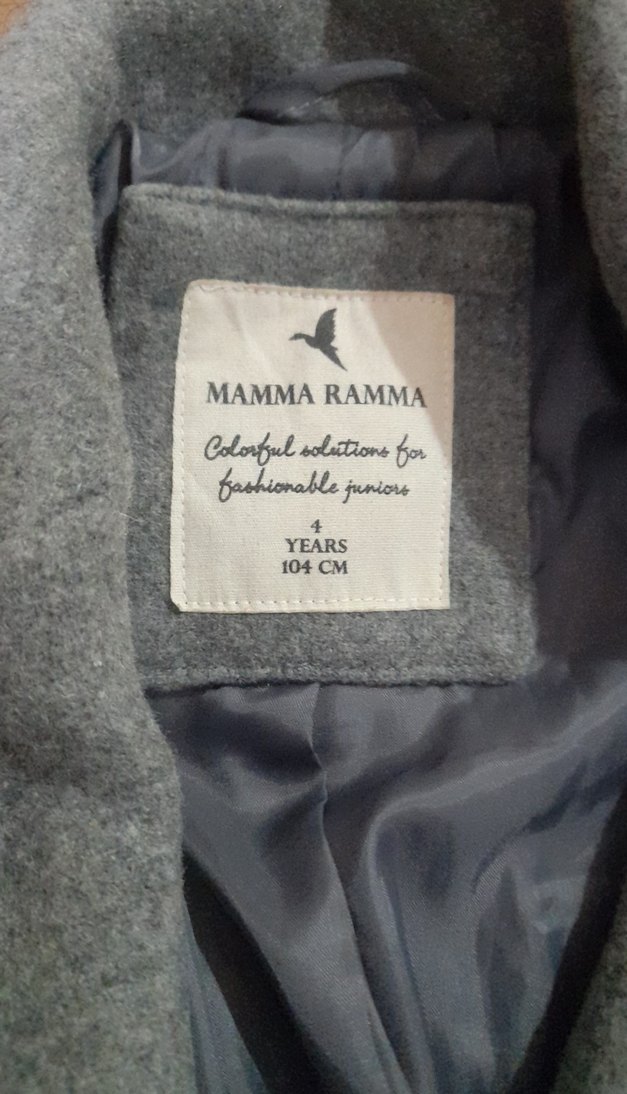 MAMMA RAMMA
Colorful solutions for
fashionable juniors
4
YEARS
104 CM